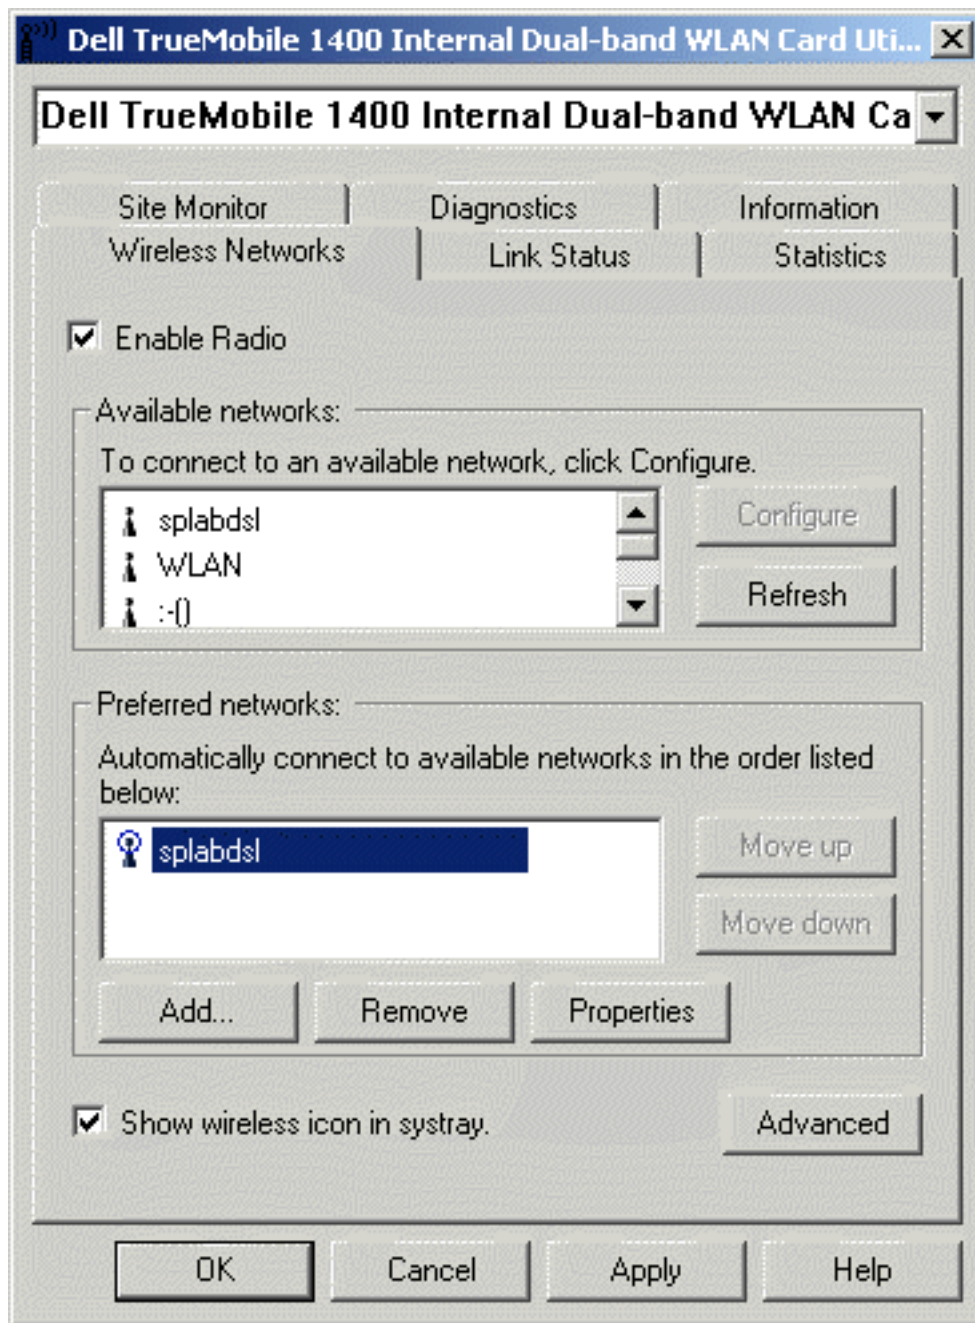 Dell TrueMobile 1400 Internal Dual-band WLAN Card Uti...
Dell TrueMobile 1400 Internal Dual-band WLAN Ca
Site Monitor Diagnostics Information
Wireless Networks Link Status Statistics
Enable Radio
Available networks:
To connect to an available network, click Configure.
splabdsl
WLAN
:-()
Configure
Refresh
Preferred networks:
Automatically connect to available networks in the order listed
below:
splabdsl
Move up
Move down
Add... Remove Properties
Show wireless icon in systray.
Advanced
OK Cancel Apply Help